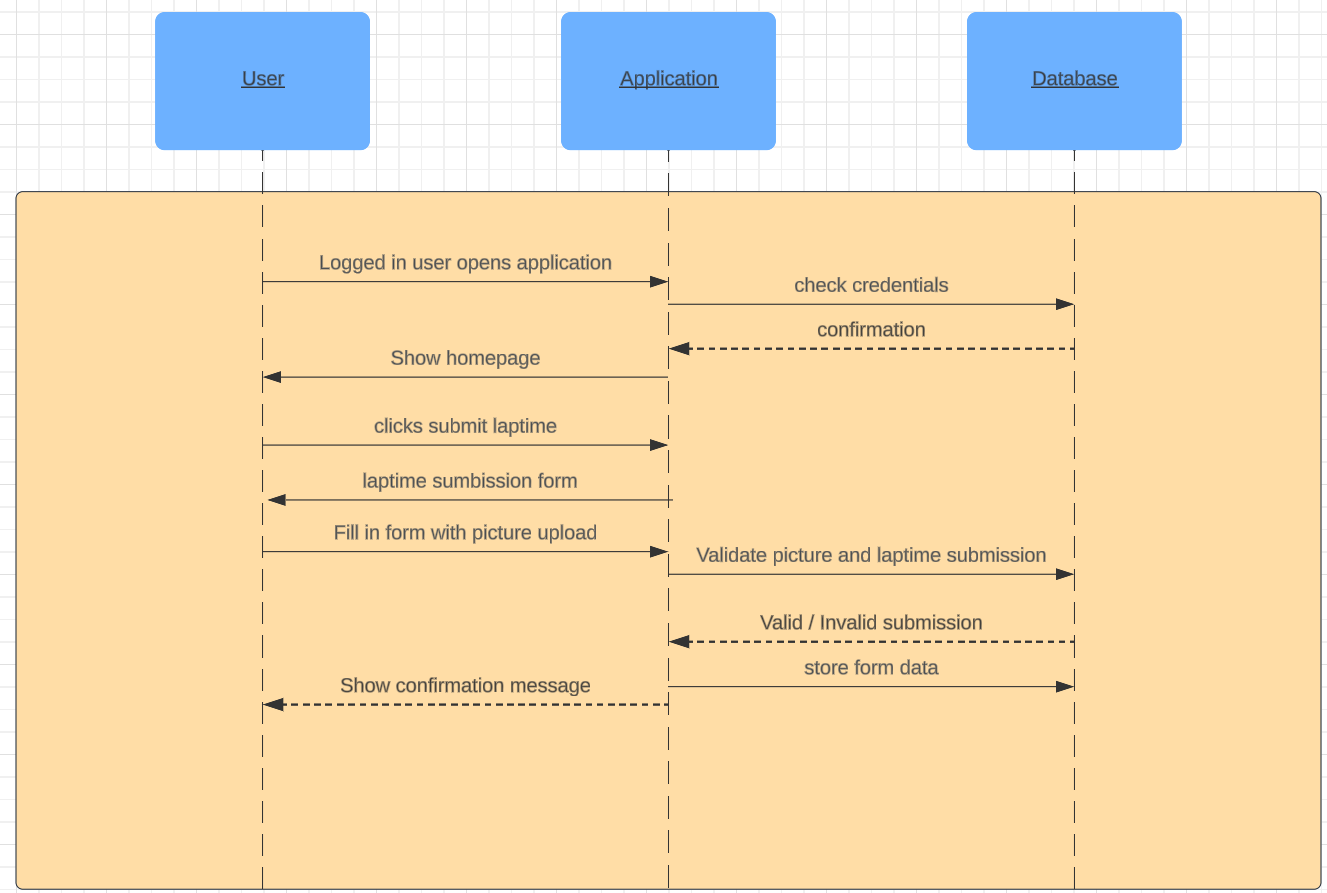 User
Application
Database
Logged in user opens application
check credentials
confirmation
Show homepage
clicks submit laptime
laptime sumbission form
Fill in form with picture upload
Validate picture and laptime submission
Valid / Invalid submission
store form data
Show confirmation message